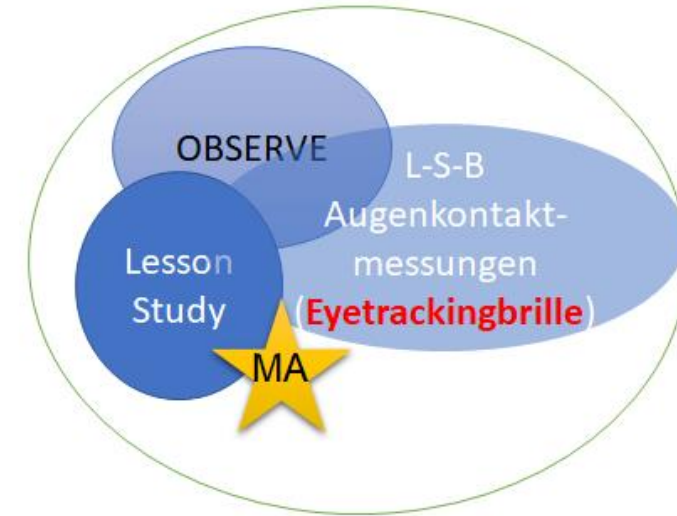 OBSERVE
L-S-B
Augenkontakt-
messungen
(Eyetrackingbrille)
Lesson
Study
MA